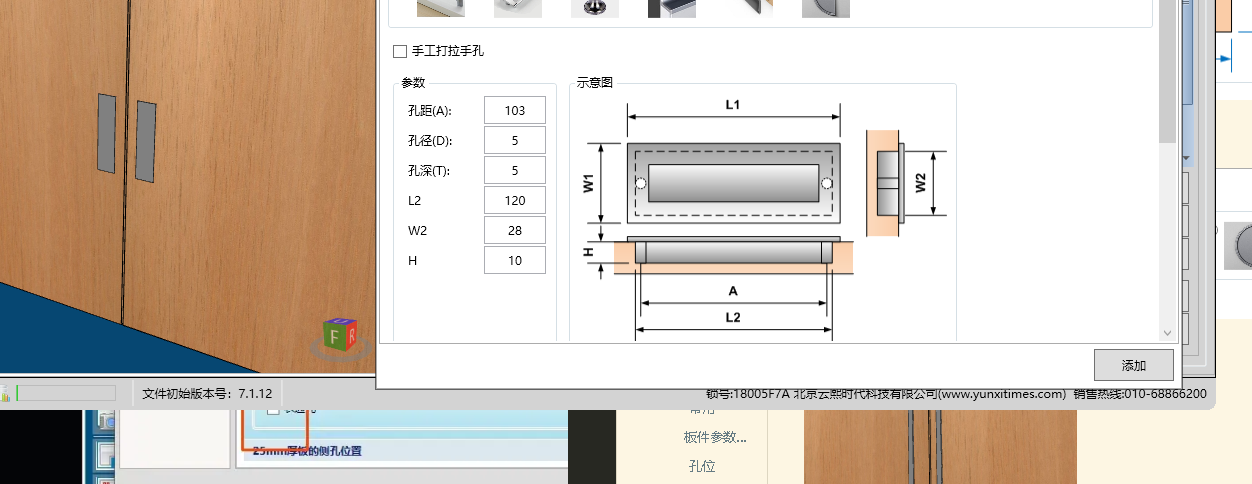 手工打拉手孔
参数
孔距(A): 103
孔径(D): 5
孔深(T): 5
L2 120
W2 28
H 10
示意图
L1
W1
W2
H
A
L2
F
R
添加
文件初始版本号: 7.1.12
锁号:18005F7A 北京云熙时代科技有限公司(www.yunxitimes.com) 销售热线:010-68866200
25mm厚板的侧孔位置
常用
板件参数...
孔位